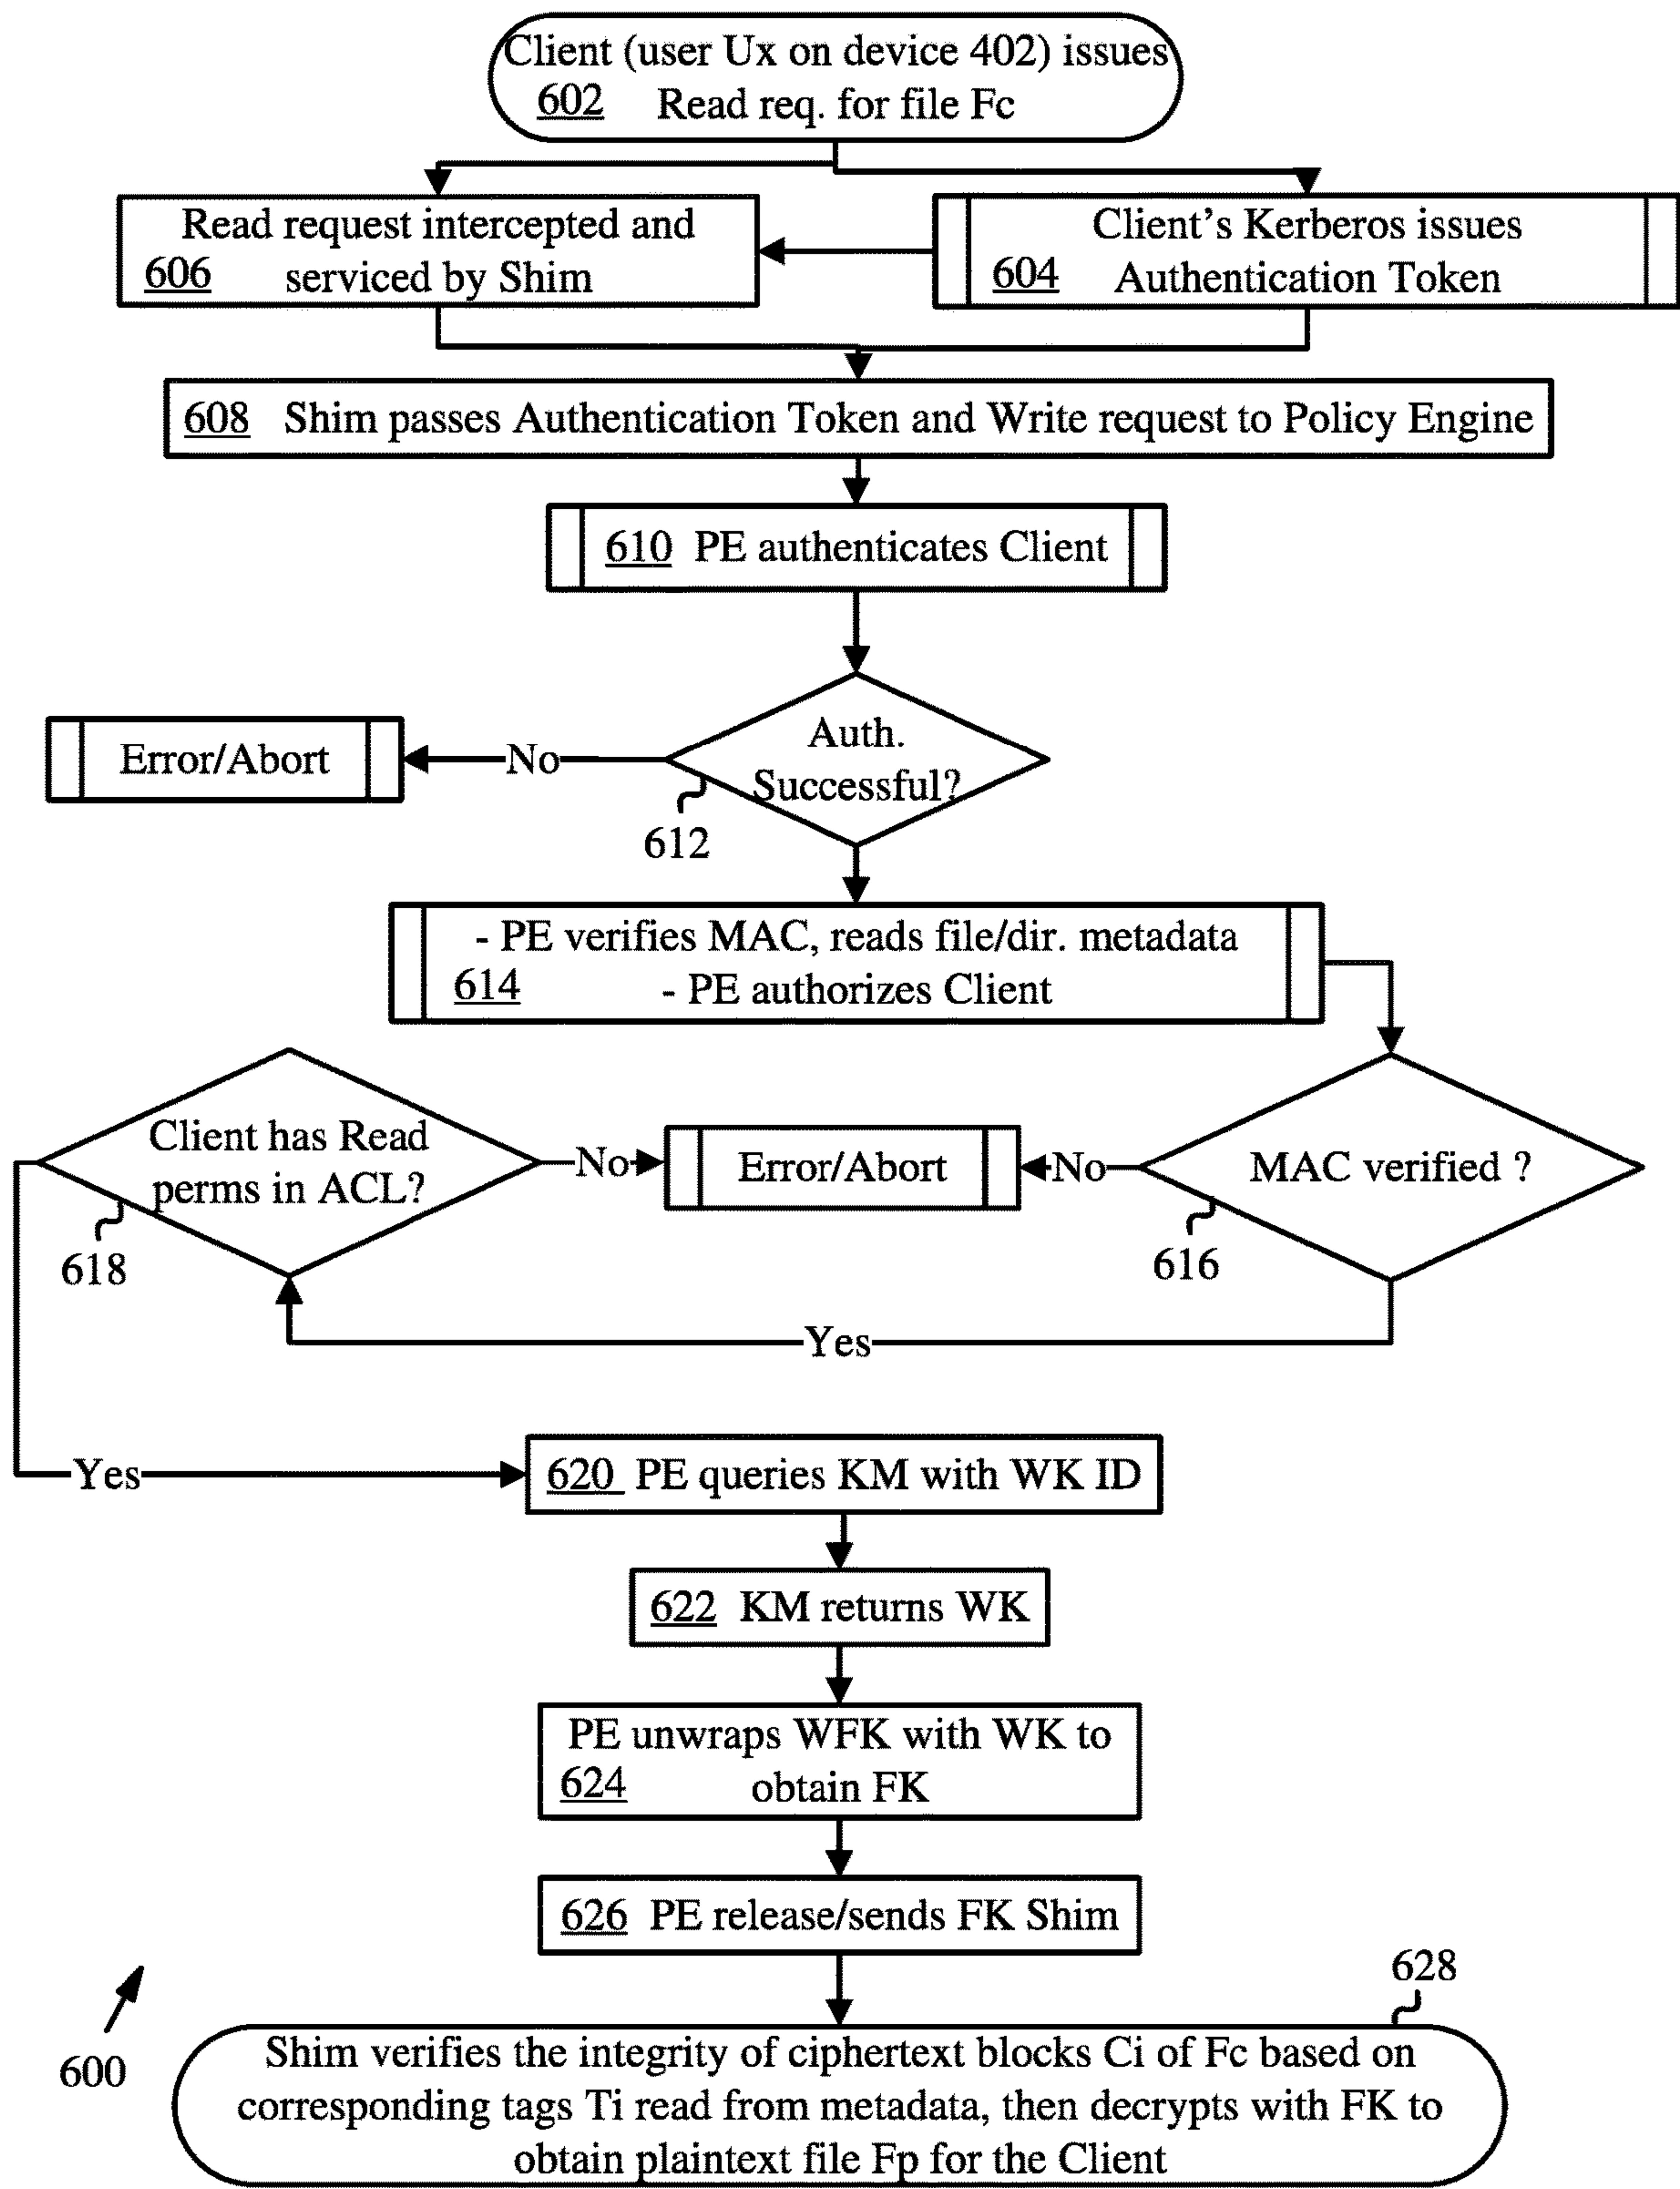 Client (user Ux on device 402) issues
602 Read req. for file Fc
Read request intercepted and
606 serviced by Shim
Client's Kerberos issues
604 Authentication Token
608 Shim passes Authentication Token and Write request to Policy Engine
610 PE authenticates Client
Auth.
Successful?
No
Error/Abort
612
- PE verifies MAC, reads file/dir. metadata
614 - PE authorizes Client
Client has Read
perms in ACL?
618
No
Error/Abort
No
MAC verified ?
616
Yes
Yes
620 PE queries KM with WK ID
622 KM returns WK
PE unwraps WFK with WK to
624 obtain FK
626 PE release/sends FK Shim
600
628
Shim verifies the integrity of ciphertext blocks Ci of Fc based on
corresponding tags Ti read from metadata, then decrypts with FK to
obtain plaintext file Fp for the Client